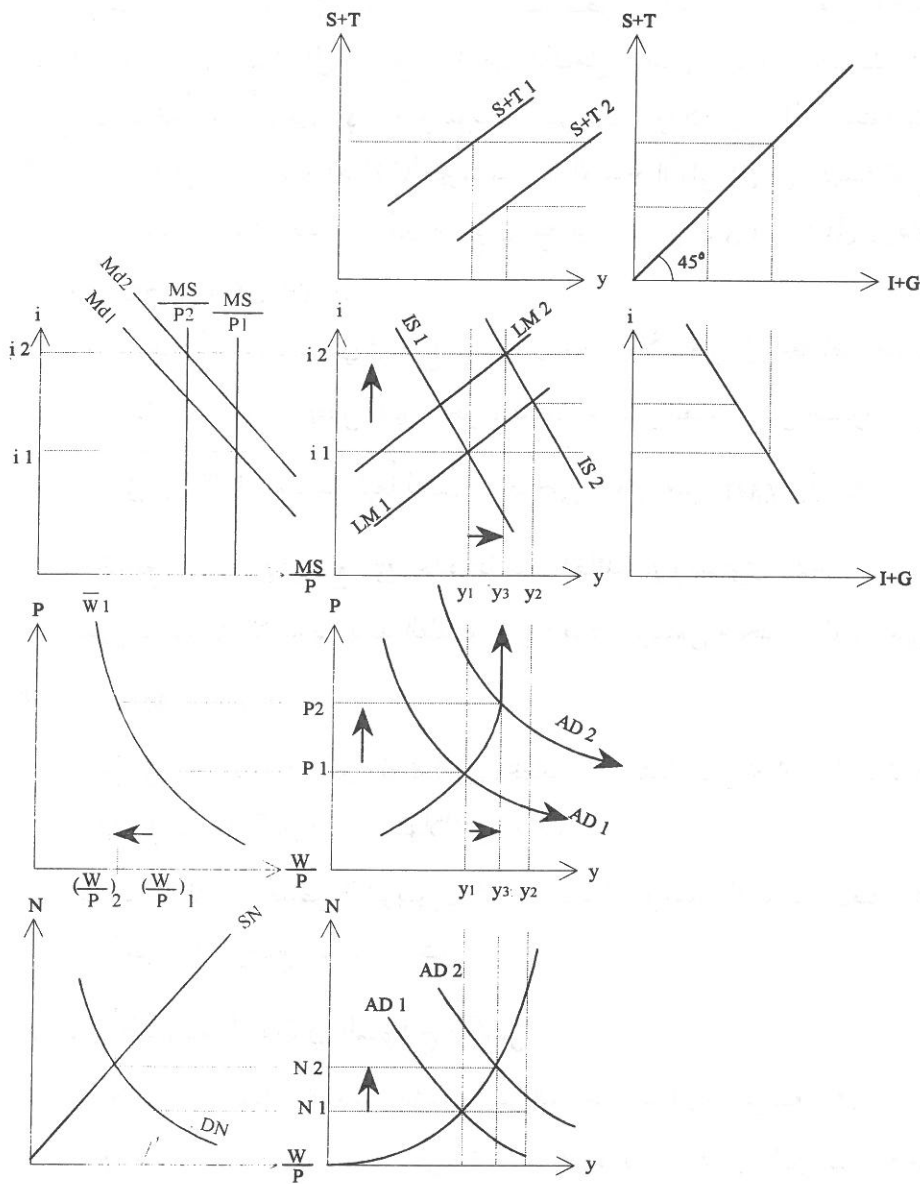 S+T
S+T 1
S+T 2
y
S+T
45°
I+G
i
i 2
i 1
Md2
Md1
MS
P2
MS
P1
MS
P
i
i 2
i 1
IS 1
LM 2
LM 1
IS 2
y1 y3 y2
y
I+G
P
W̅ 1
(W/P)2 (W/P)1
W
P
P
P2
P 1
AD 2
AD 1
y1 y3 y2
y
N
SN
DN
W
P
AD 2
AD 1
N 2
N 1
y